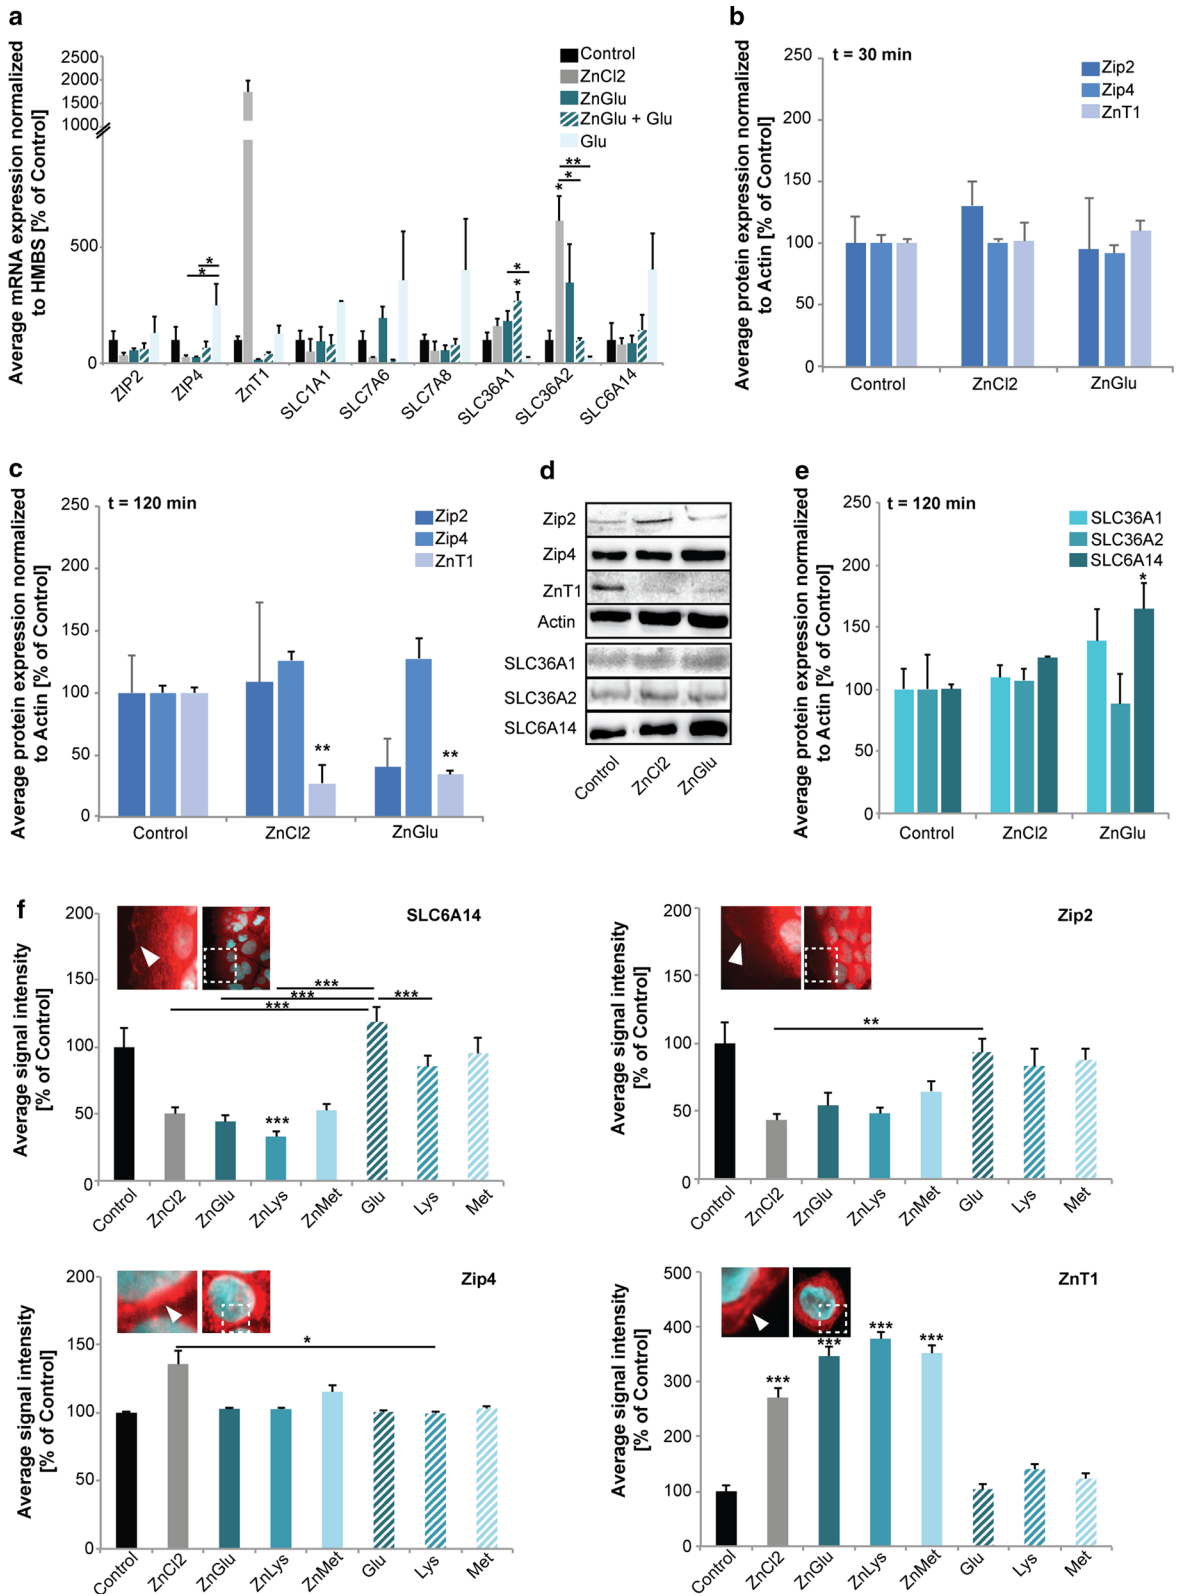 a
Average mRNA expression normalized
to HMBS [% of Control]
2500
2000
1500
1000
500
0
Control
ZnCl2
ZnGlu
ZnGlu + Glu
Glu
*
*
*
*
*
**
*
ZIP2
ZIP4
ZnT1
SLC1A1
SLC7A6
SLC7A8
SLC36A1
SLC36A2
SLC6A14
b
Average protein expression normalized
to Actin [% of Control]
t = 30 min
250
200
150
100
50
0
Zip2
Zip4
ZnT1
Control
ZnCl2
ZnGlu
c
Average protein expression normalized
to Actin [% of Control]
t = 120 min
250
200
150
100
50
0
Zip2
Zip4
ZnT1
**
**
Control
ZnCl2
ZnGlu
d
Zip2
Zip4
ZnT1
Actin
SLC36A1
SLC36A2
SLC6A14
Control
ZnCl2
ZnGlu
e
Average protein expression normalized
to Actin [% of Control]
t = 120 min
250
200
150
100
50
0
SLC36A1
SLC36A2
SLC6A14
*
Control
ZnCl2
ZnGlu
f
Average signal intensity
[% of Control]
SLC6A14
200
150
100
50
0
***
***
***
***
***
Control
ZnCl2
ZnGlu
ZnLys
ZnMet
Glu
Lys
Met
Average signal intensity
[% of Control]
Zip2
200
150
100
50
0
**
Control
ZnCl2
ZnGlu
ZnLys
ZnMet
Glu
Lys
Met
Average signal intensity
[% of Control]
Zip4
200
150
100
50
0
*
Control
ZnCl2
ZnGlu
ZnLys
ZnMet
Glu
Lys
Met
Average signal intensity
[% of Control]
ZnT1
500
400
300
200
100
0
***
***
***
***
Control
ZnCl2
ZnGlu
ZnLys
ZnMet
Glu
Lys
Met